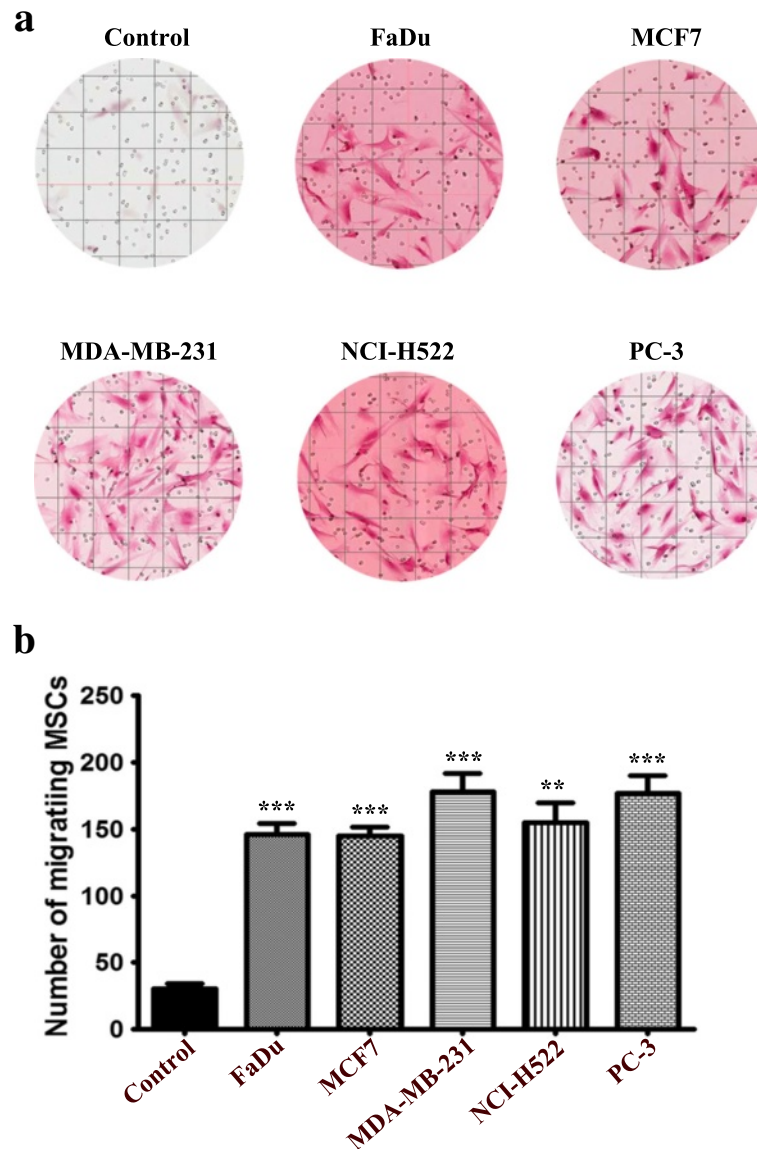 a
Control FaDu MCF7
MDA-MB-231 NCI-H522 PC-3
b
Number of migratiing MSCs
250
200
150
100
50
0
*** *** *** ** ***
Control FaDu MCF7 MDA-MB-231 NCI-H522 PC-3